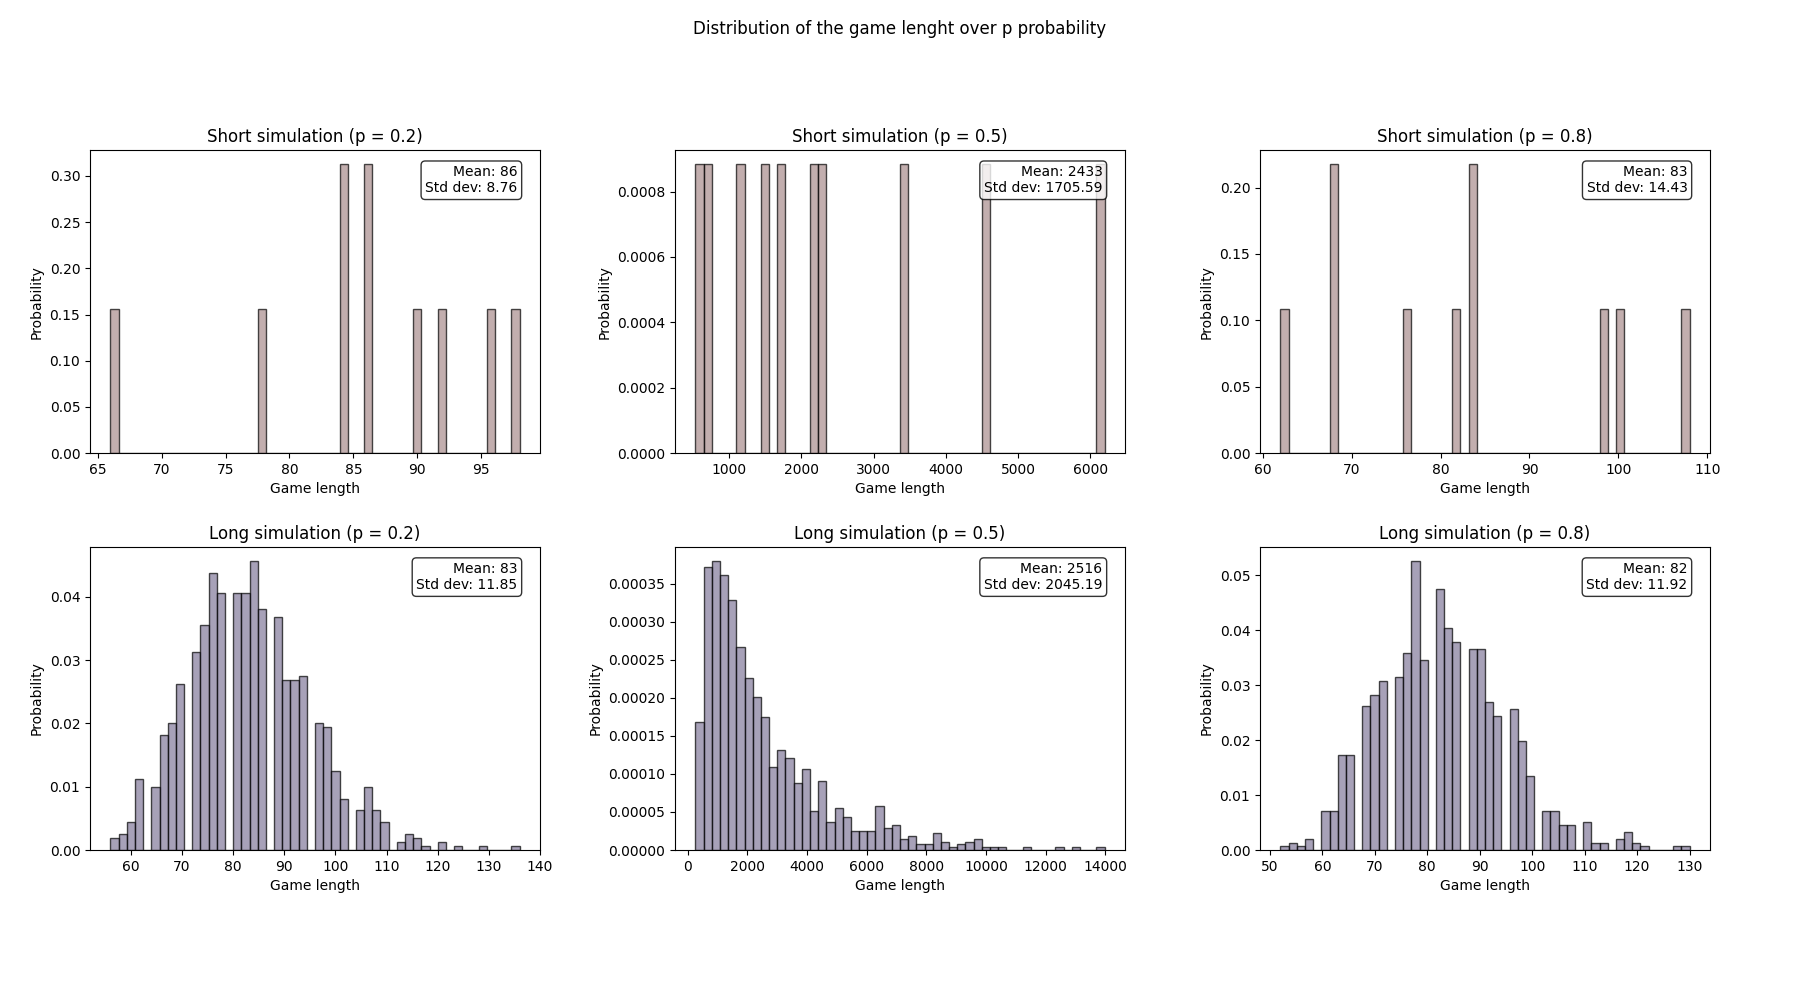 Distribution of the game lenght over p probability
Short simulation (p = 0.2)
Mean: 86
Std dev: 8.76
Probability
0.30
0.25
0.20
0.15
0.10
0.05
0.00
65 70 75 80 85 90 95
Game length
Short simulation (p = 0.5)
Mean: 2433
Std dev: 1705.59
Probability
0.0008
0.0006
0.0004
0.0002
0.0000
1000 2000 3000 4000 5000 6000
Game length
Short simulation (p = 0.8)
Mean: 83
Std dev: 14.43
Probability
0.20
0.15
0.10
0.05
0.00
60 70 80 90 100 110
Game length
Long simulation (p = 0.2)
Mean: 83
Std dev: 11.85
Probability
0.04
0.03
0.02
0.01
0.00
60 70 80 90 100 110 120 130 140
Game length
Long simulation (p = 0.5)
Mean: 2516
Std dev: 2045.19
Probability
0.00035
0.00030
0.00025
0.00020
0.00015
0.00010
0.00005
0.00000
0 2000 4000 6000 8000 10000 12000 14000
Game length
Long simulation (p = 0.8)
Mean: 82
Std dev: 11.92
Probability
0.05
0.04
0.03
0.02
0.01
0.00
50 60 70 80 90 100 110 120 130
Game length